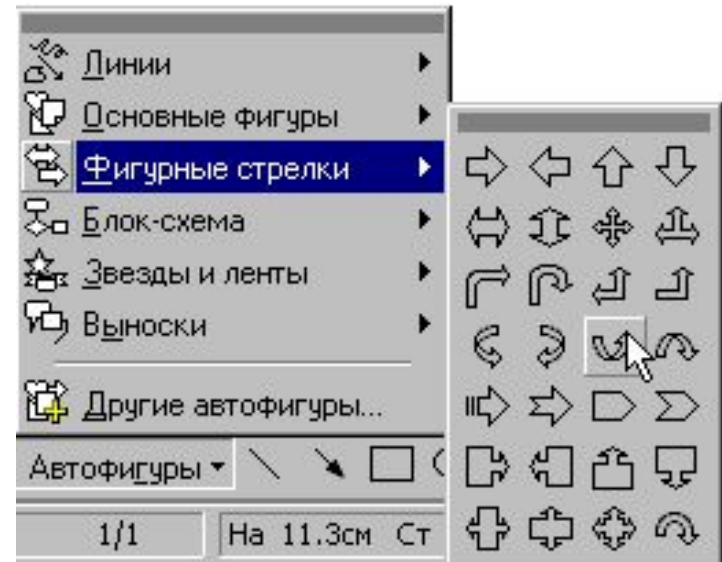 Линии
Основные фигуры
Фигурные стрелки
Блок-схема
Звезды и ленты
Выноски
Другие автофигуры...
Автофигуры
1/1 На 11.3см Ст